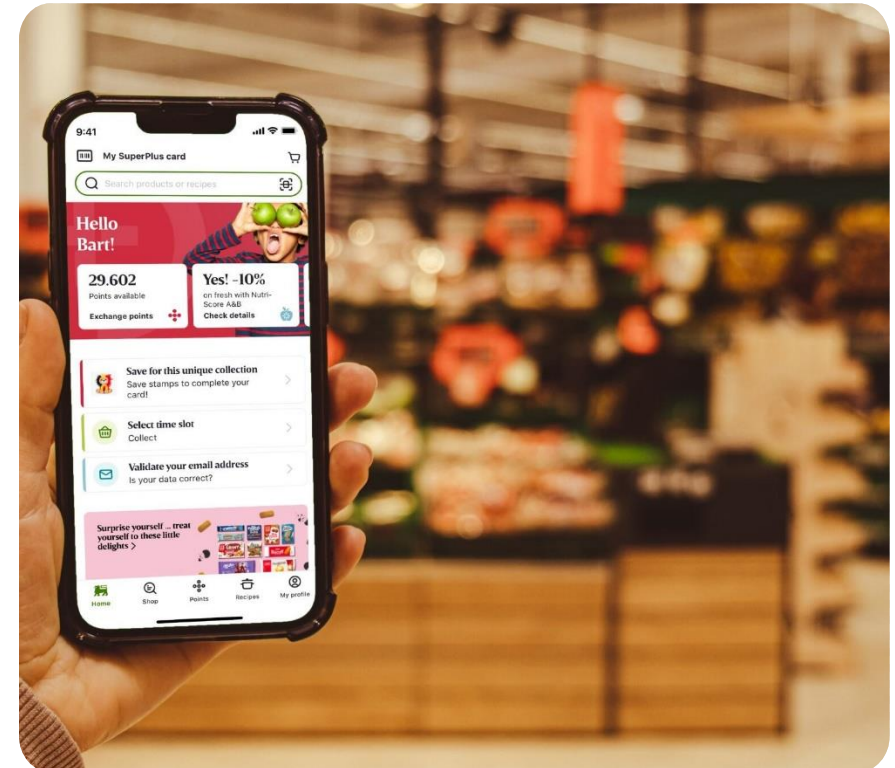 9:41
My SuperPlus card
Search products or recipes
Hello
Bart!
29.602
Points available
Exchange points
Yes! -10%
on fresh with Nutri-
Score A&B
Check details
Save for this unique collection
Save stamps to complete your
card!
Select time slot
Collect
Validate your email address
Is your data correct?
Surprise yourself ... treat
yourself to these little
delights >
Home
Shop
Points
Recipes
My profile